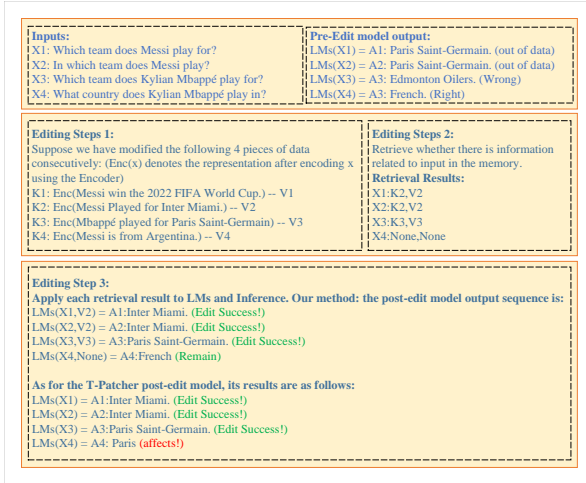 Inputs:
X1: Which team does Messi play for?
X2: In which team does Messi play?
X3: Which team does Kylian Mbappé play for?
X4: What country does Kylian Mbappé play in?
Pre-Edit model output:
LMs(X1) = A1: Paris Saint-Germain. (out of data)
LMs(X2) = A2: Paris Saint-Germain. (out of data)
LMs(X3) = A3: Edmonton Oilers. (Wrong)
LMs(X4) = A3: French. (Right)
Editing Steps 1:
Suppose we have modified the following 4 pieces of data
consecutively: (Enc(x) denotes the representation after encoding x
using the Encoder)
K1: Enc(Messi win the 2022 FIFA World Cup.) -- V1
K2: Enc(Messi Played for Inter Miami.) -- V2
K3: Enc(Mbappé played for Paris Saint-Germain) -- V3
K4: Enc(Messi is from Argentina.) -- V4
Editing Steps 2:
Retrieve whether there is information
related to input in the memory.
Retrieval Results:
X1:K2,V2
X2:K2,V2
X3:K3,V3
X4:None,None
Editing Step 3:
Apply each retrieval result to LMs and Inference. Our method: the post-edit model output sequence is:
LMs(X1,V2) = A1:Inter Miami. (Edit Success!)
LMs(X2,V2) = A2:Inter Miami. (Edit Success!)
LMs(X3,V3) = A3:Paris Saint-Germain. (Edit Success!)
LMs(X4,None) = A4:French (Remain)
As for the T-Patcher post-edit model, its results are as follows:
LMs(X1) = A1:Inter Miami. (Edit Success!)
LMs(X2) = A2:Inter Miami. (Edit Success!)
LMs(X3) = A3:Paris Saint-Germain. (Edit Success!)
LMs(X4) = A4: Paris (affects!)